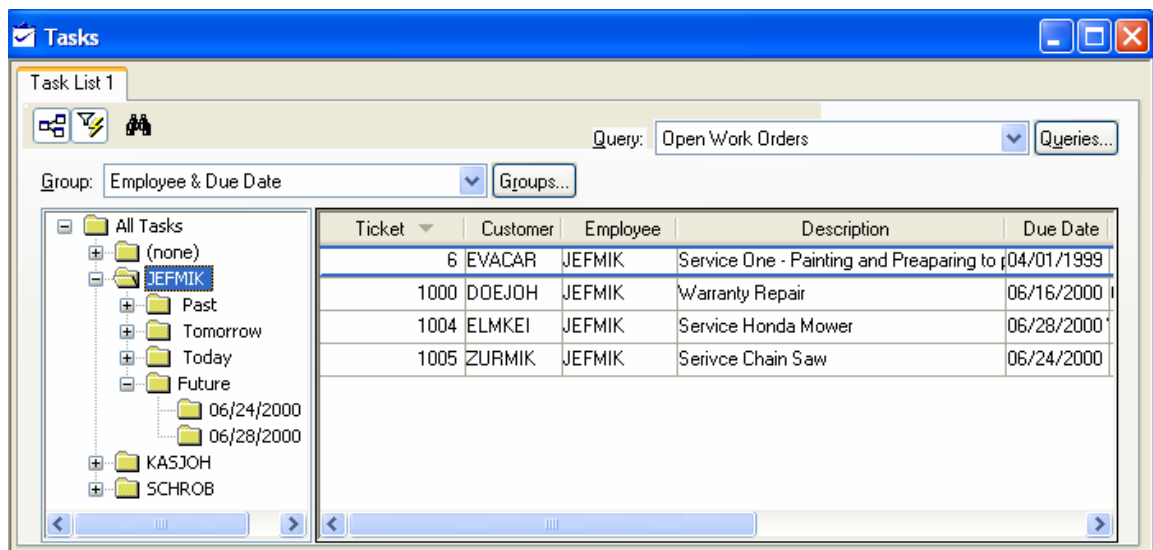 Tasks
Task List 1
Query: Open Work Orders Queries...
Group: Employee & Due Date Groups...
All Tasks
(none)
JEFMIK
Past
Tomorrow
Today
Future
06/24/2000
06/28/2000
KASJOH
SCHROB
Ticket Customer Employee Description Due Date
6 EVACAR JEFMIK Service One - Painting and Preaparing to 04/01/1999
1000 DOEJOH JEFMIK Warranty Repair 06/16/2000
1004 ELMKEI JEFMIK Service Honda Mower 06/28/2000
1005 ZURMIK JEFMIK Serivce Chain Saw 06/24/2000